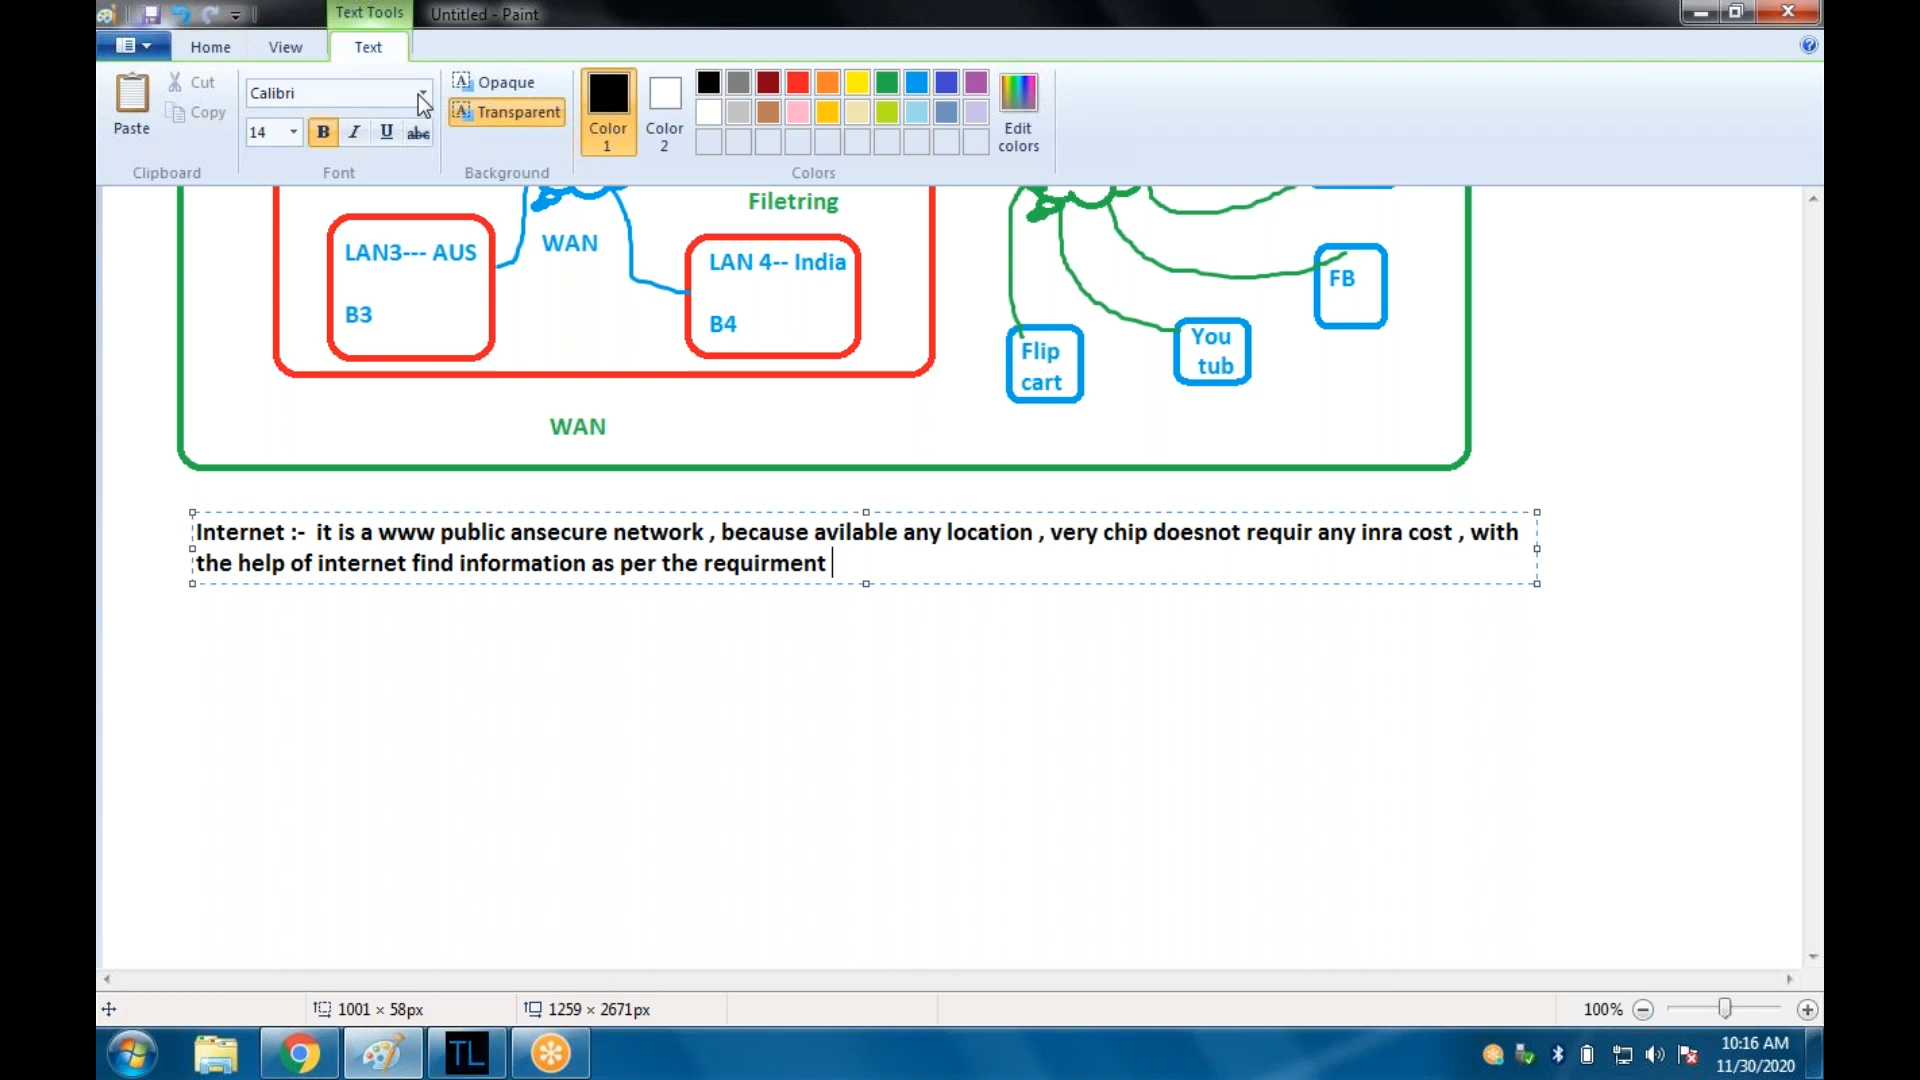 Text Tools
Untitled - Paint
Home
View
Text
Paste
Cut
Copy
Clipboard
Calibri
14
B I U abc
Font
Opaque
Transparent
Background
Color 1
Color 2
Edit colors
Colors
Filetring
LAN3--- AUS
B3
WAN
LAN 4-- India
B4
WAN
Flip
cart
You
tub
FB
Internet :-  it is a www public ansecure network , because avilable any location , very chip doesnot requir any inra cost , with
the help of internet find information as per the requirment
1001 × 58px
1259 × 2671px
100%
TL
10:16 AM
11/30/2020